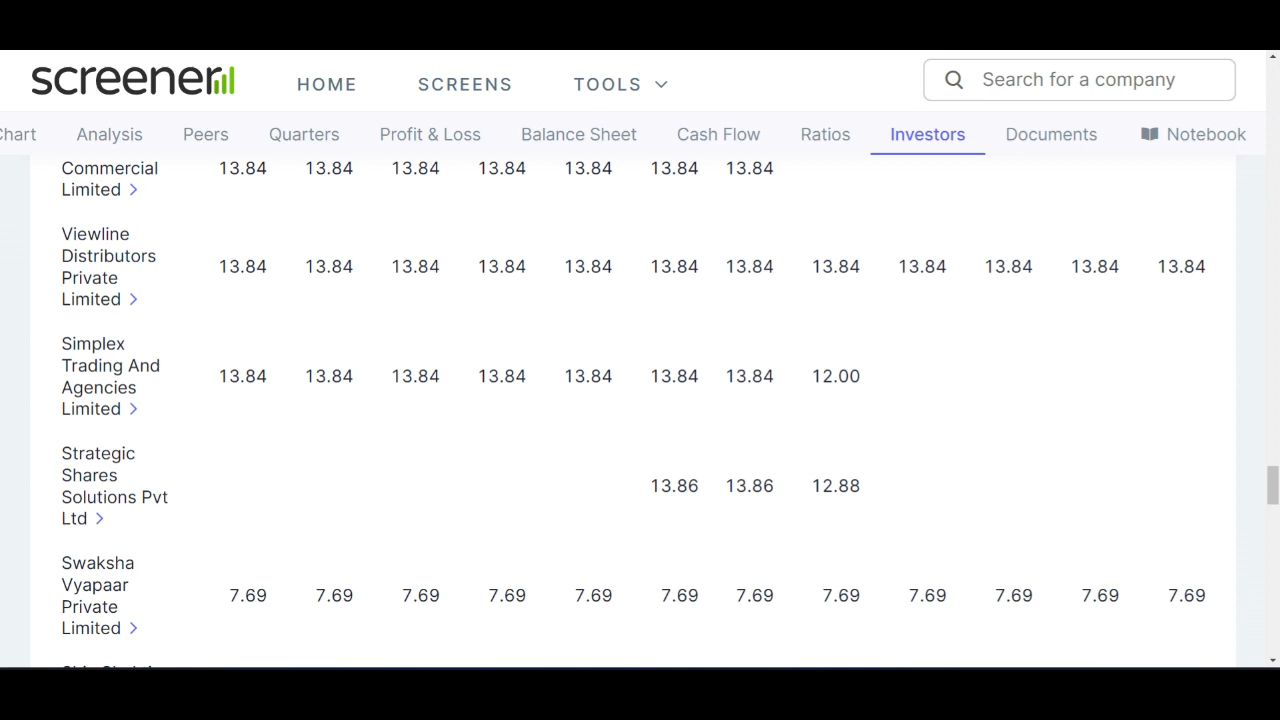 screener HOME SCREENS TOOLS Search for a company
Chart Analysis Peers Quarters Profit & Loss Balance Sheet Cash Flow Ratios Investors Documents Notebook
Commercial 13.84 13.84 13.84 13.84 13.84 13.84 13.84
Limited
Viewline
Distributors
Private
13.84 13.84 13.84 13.84 13.84 13.84 13.84 13.84 13.84 13.84 13.84 13.84
Limited
Simplex
Trading And
13.84 13.84 13.84 13.84 13.84 13.84 13.84 12.00
Agencies
Limited
Strategic
Shares
13.86 13.86 12.88
Solutions Pvt
Ltd
Swaksha
Vyapaar
7.69 7.69 7.69 7.69 7.69 7.69 7.69 7.69 7.69 7.69 7.69 7.69
Private
Limited